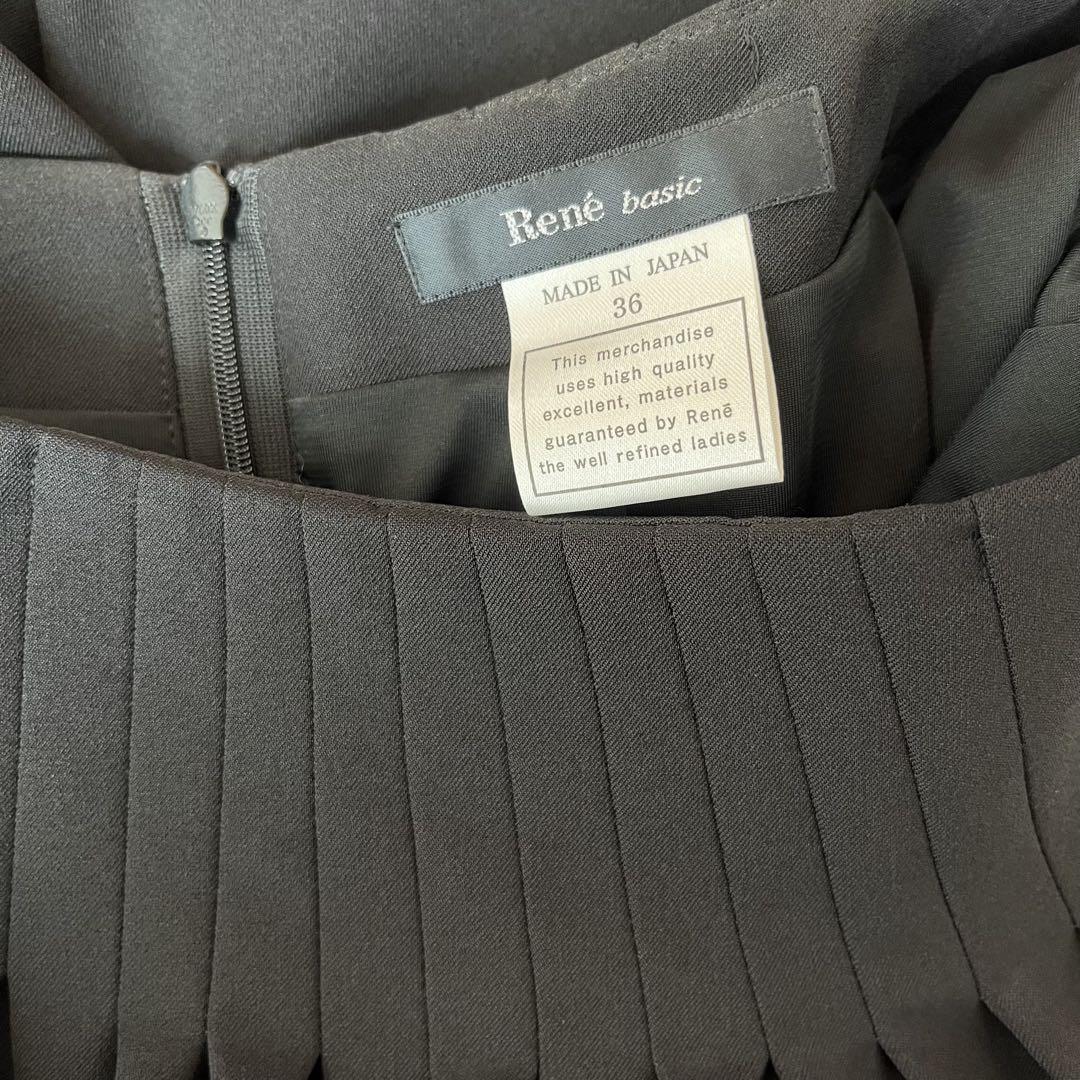 René basic
MADE IN JAPAN
36
This merchandise
uses high quality
excellent, materials
guaranteed by René
the well refined ladies